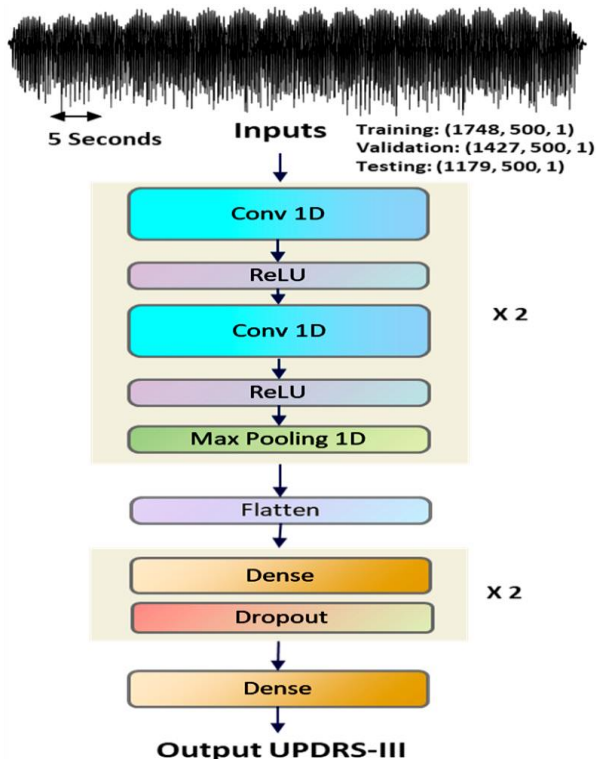 5 Seconds
Inputs
Training: (1748, 500, 1)
Validation: (1427, 500, 1)
Testing: (1179, 500, 1)
Conv 1D
ReLU
Conv 1D
ReLU
Max Pooling 1D
X 2
Flatten
Dense
Dropout
X 2
Dense
Output UPDRS-III